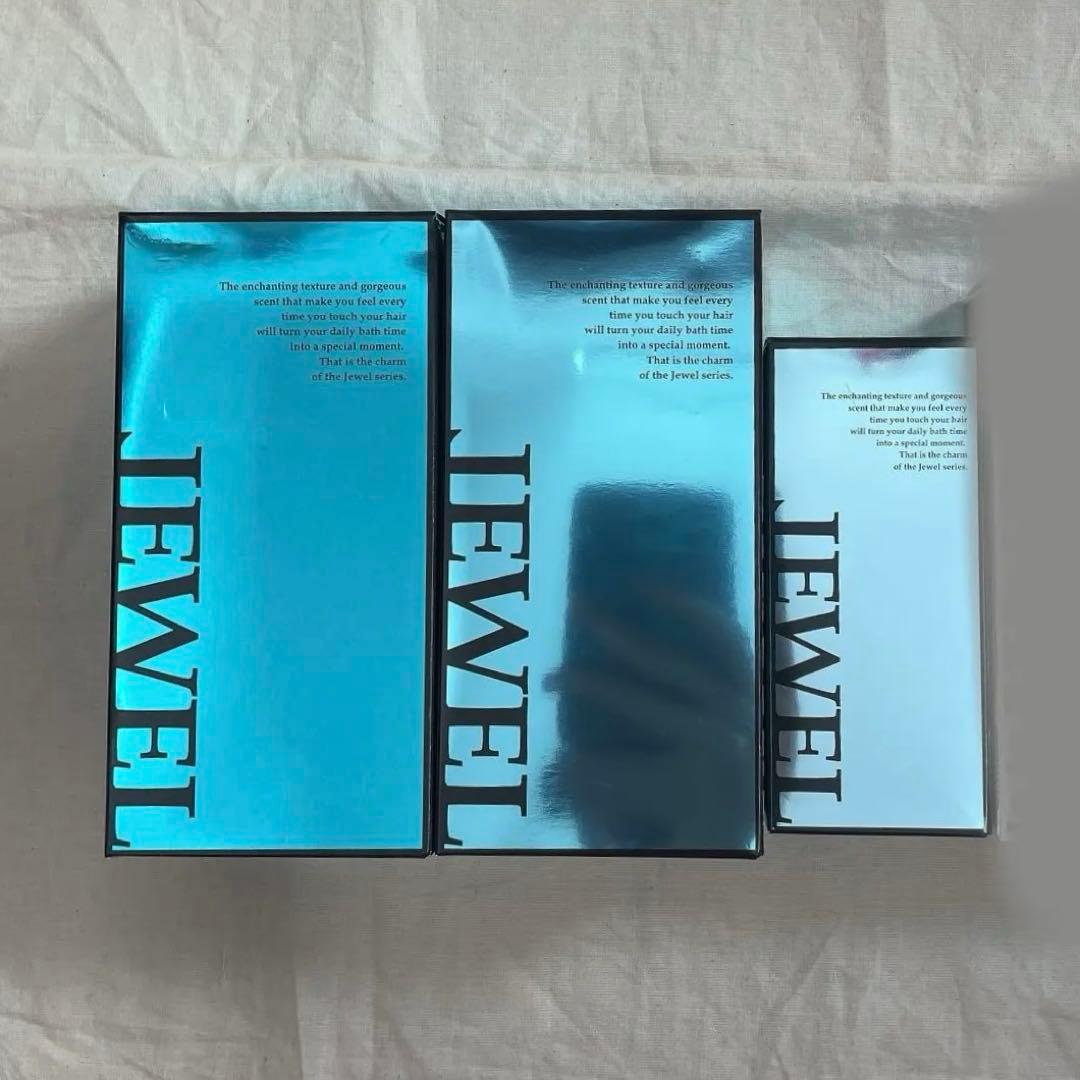 The enchanting texture and gorgeous
scent that make you feel every
time you touch your hair
will turn your daily bath time
into a special moment.
That is the charm
of the Jewel series.
JEWEL
The enchanting texture and gorgeous
scent that make you feel every
time you touch your hair
will turn your daily bath time
into a special moment.
That is the charm
of the Jewel series.
JEWEL
The enchanting texture and gorgeous
scent that make you feel every
time you touch your hair
will turn your daily bath time
into a special moment.
That is the charm
of the Jewel series.
JEWEL